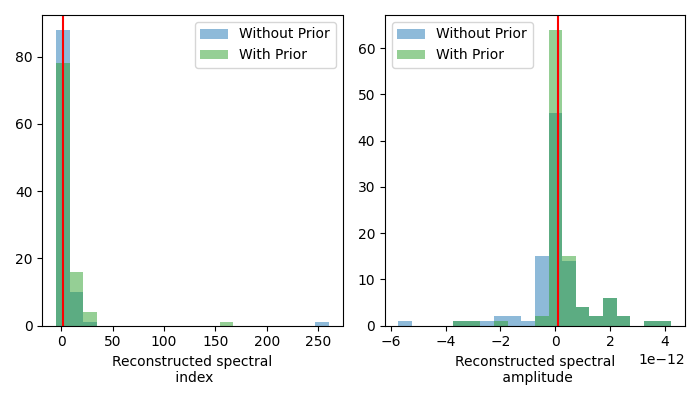 Without Prior
With Prior
80
60
40
20
0
0 50 100 150 200 250
Reconstructed spectral
index
Without Prior
With Prior
60
50
40
30
20
10
0
−6 −4 −2 0 2 4
1e−12
Reconstructed spectral
amplitude